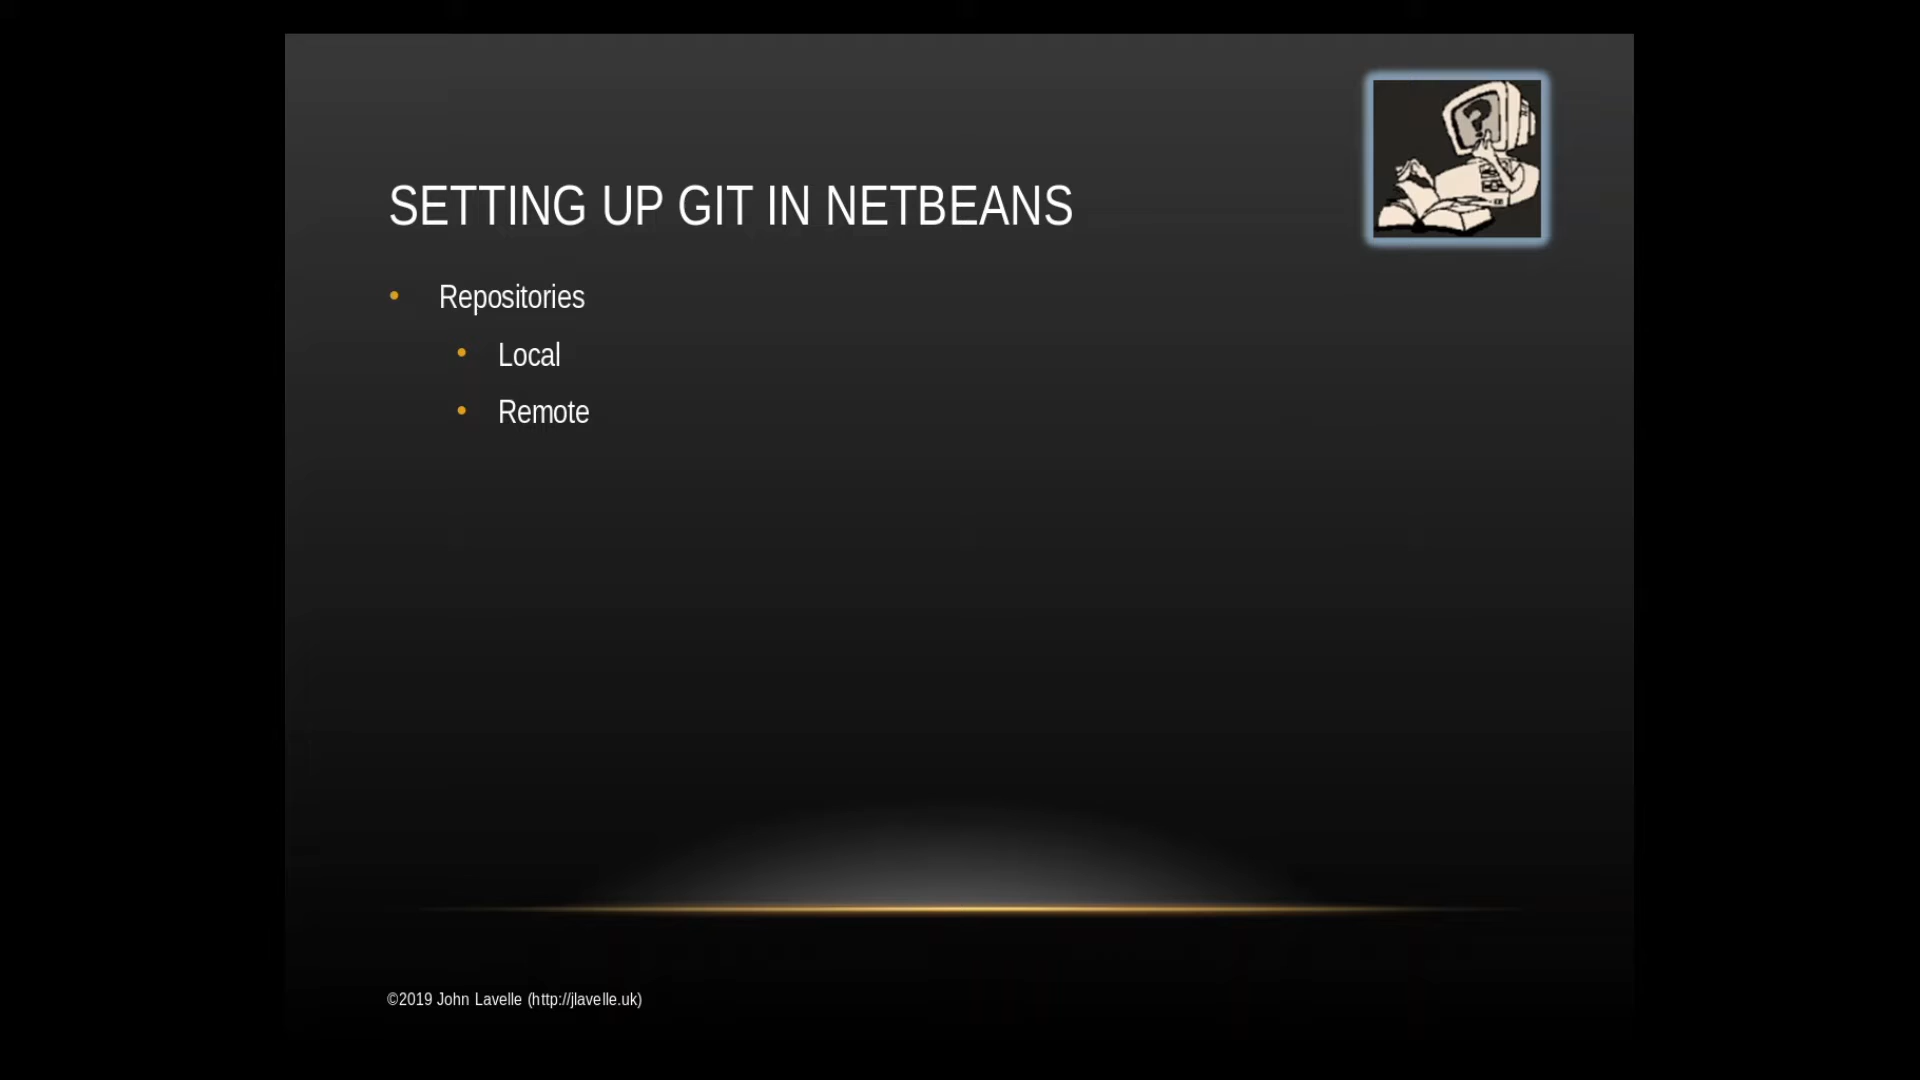 SETTING UP GIT IN NETBEANS
• Repositories
• Local
• Remote
©2019 John Lavelle (http://jlavelle.uk)